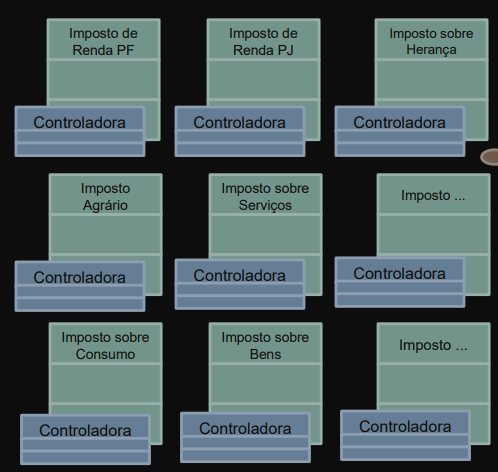 Imposto de
Renda PF
Imposto de
Renda PJ
Imposto sobre
Herança
Controladora
Controladora
Controladora
Imposto
Agrário
Imposto sobre
Serviços
Imposto ...
Controladora
Controladora
Controladora
Imposto sobre
Consumo
Imposto sobre
Bens
Imposto ...
Controladora
Controladora
Controladora